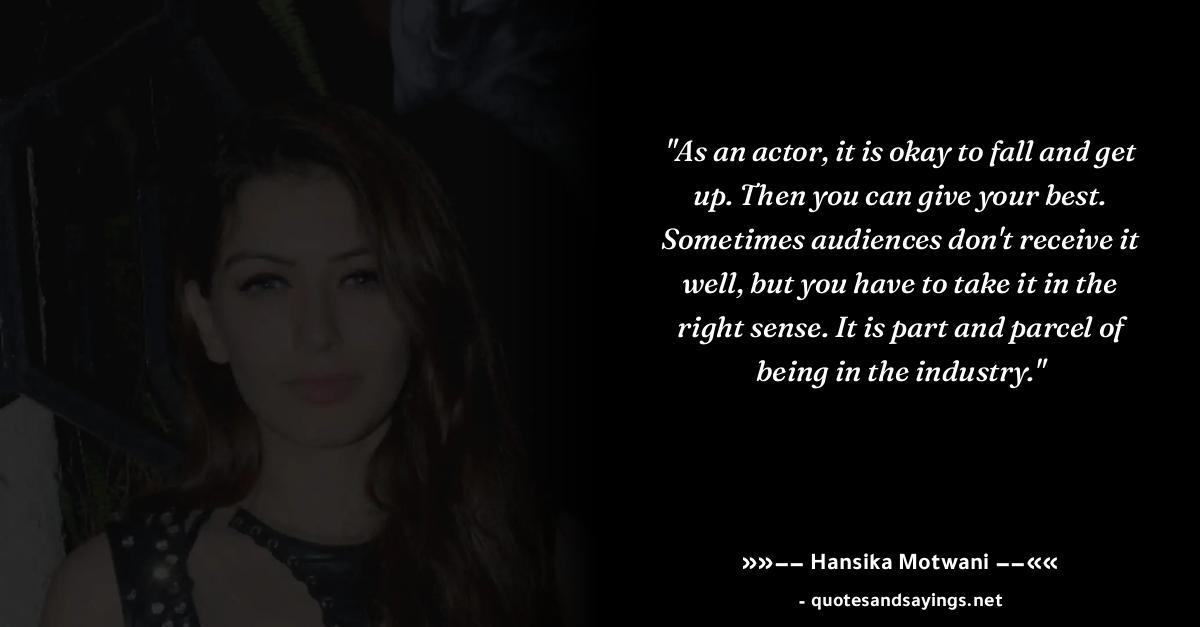 "As an actor, it is okay to fall and get
up. Then you can give your best.
Sometimes audiences don't receive it
well, but you have to take it in the
right sense. It is part and parcel of
being in the industry."
»»−− Hansika Motwani −−««
- quotesandsayings.net